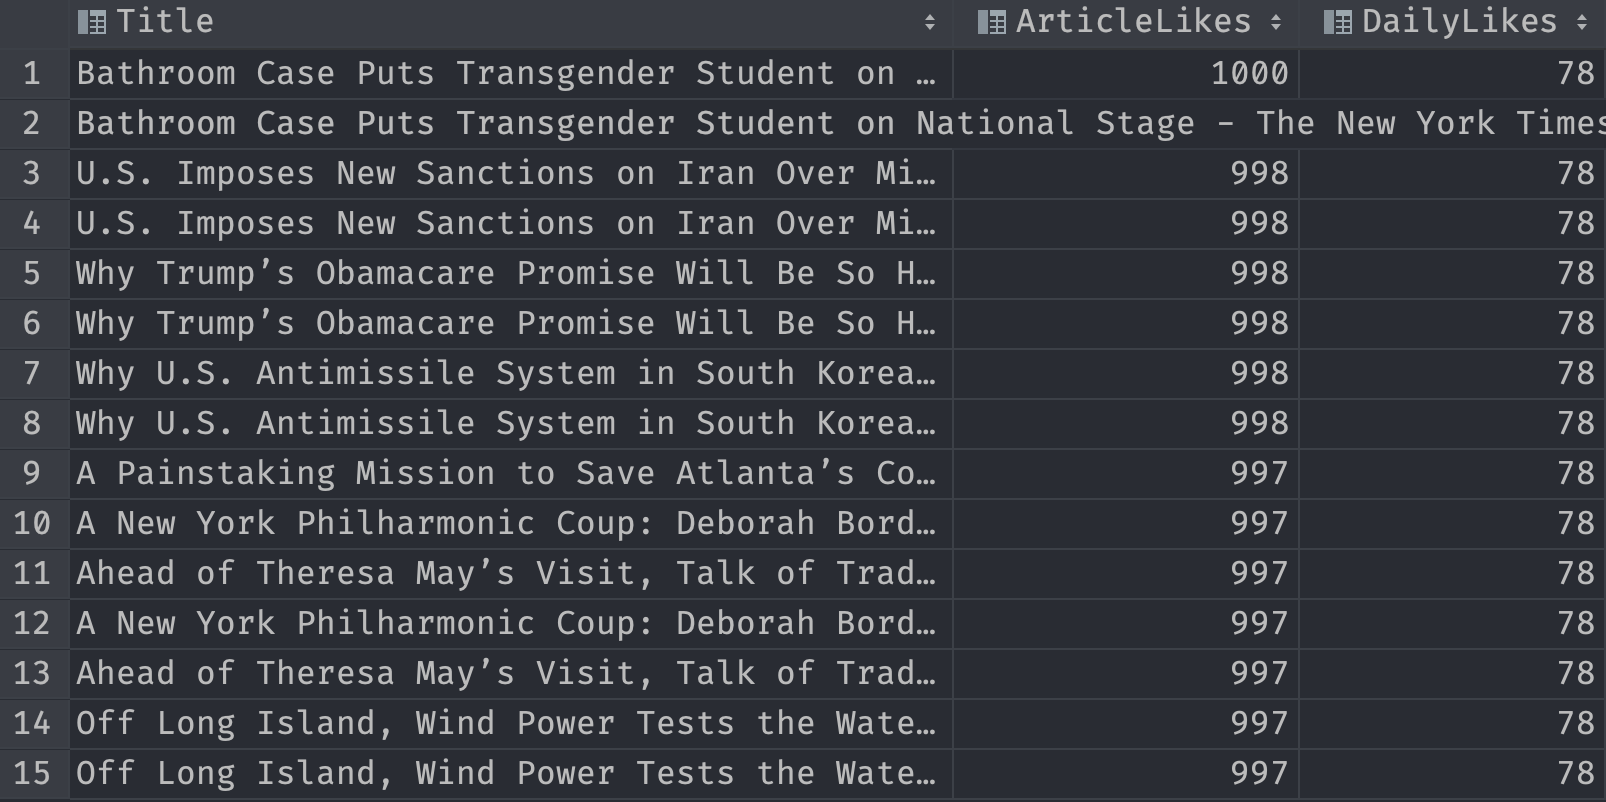 Title ArticleLikes DailyLikes
1 Bathroom Case Puts Transgender Student on … 1000 78
2 Bathroom Case Puts Transgender Student on National Stage - The New York Times
3 U.S. Imposes New Sanctions on Iran Over Mi… 998 78
4 U.S. Imposes New Sanctions on Iran Over Mi… 998 78
5 Why Trump’s Obamacare Promise Will Be So H… 998 78
6 Why Trump’s Obamacare Promise Will Be So H… 998 78
7 Why U.S. Antimissile System in South Korea… 998 78
8 Why U.S. Antimissile System in South Korea… 998 78
9 A Painstaking Mission to Save Atlanta’s Co… 997 78
10 A New York Philharmonic Coup: Deborah Bord… 997 78
11 Ahead of Theresa May’s Visit, Talk of Trad… 997 78
12 A New York Philharmonic Coup: Deborah Bord… 997 78
13 Ahead of Theresa May’s Visit, Talk of Trad… 997 78
14 Off Long Island, Wind Power Tests the Wate… 997 78
15 Off Long Island, Wind Power Tests the Wate… 997 78